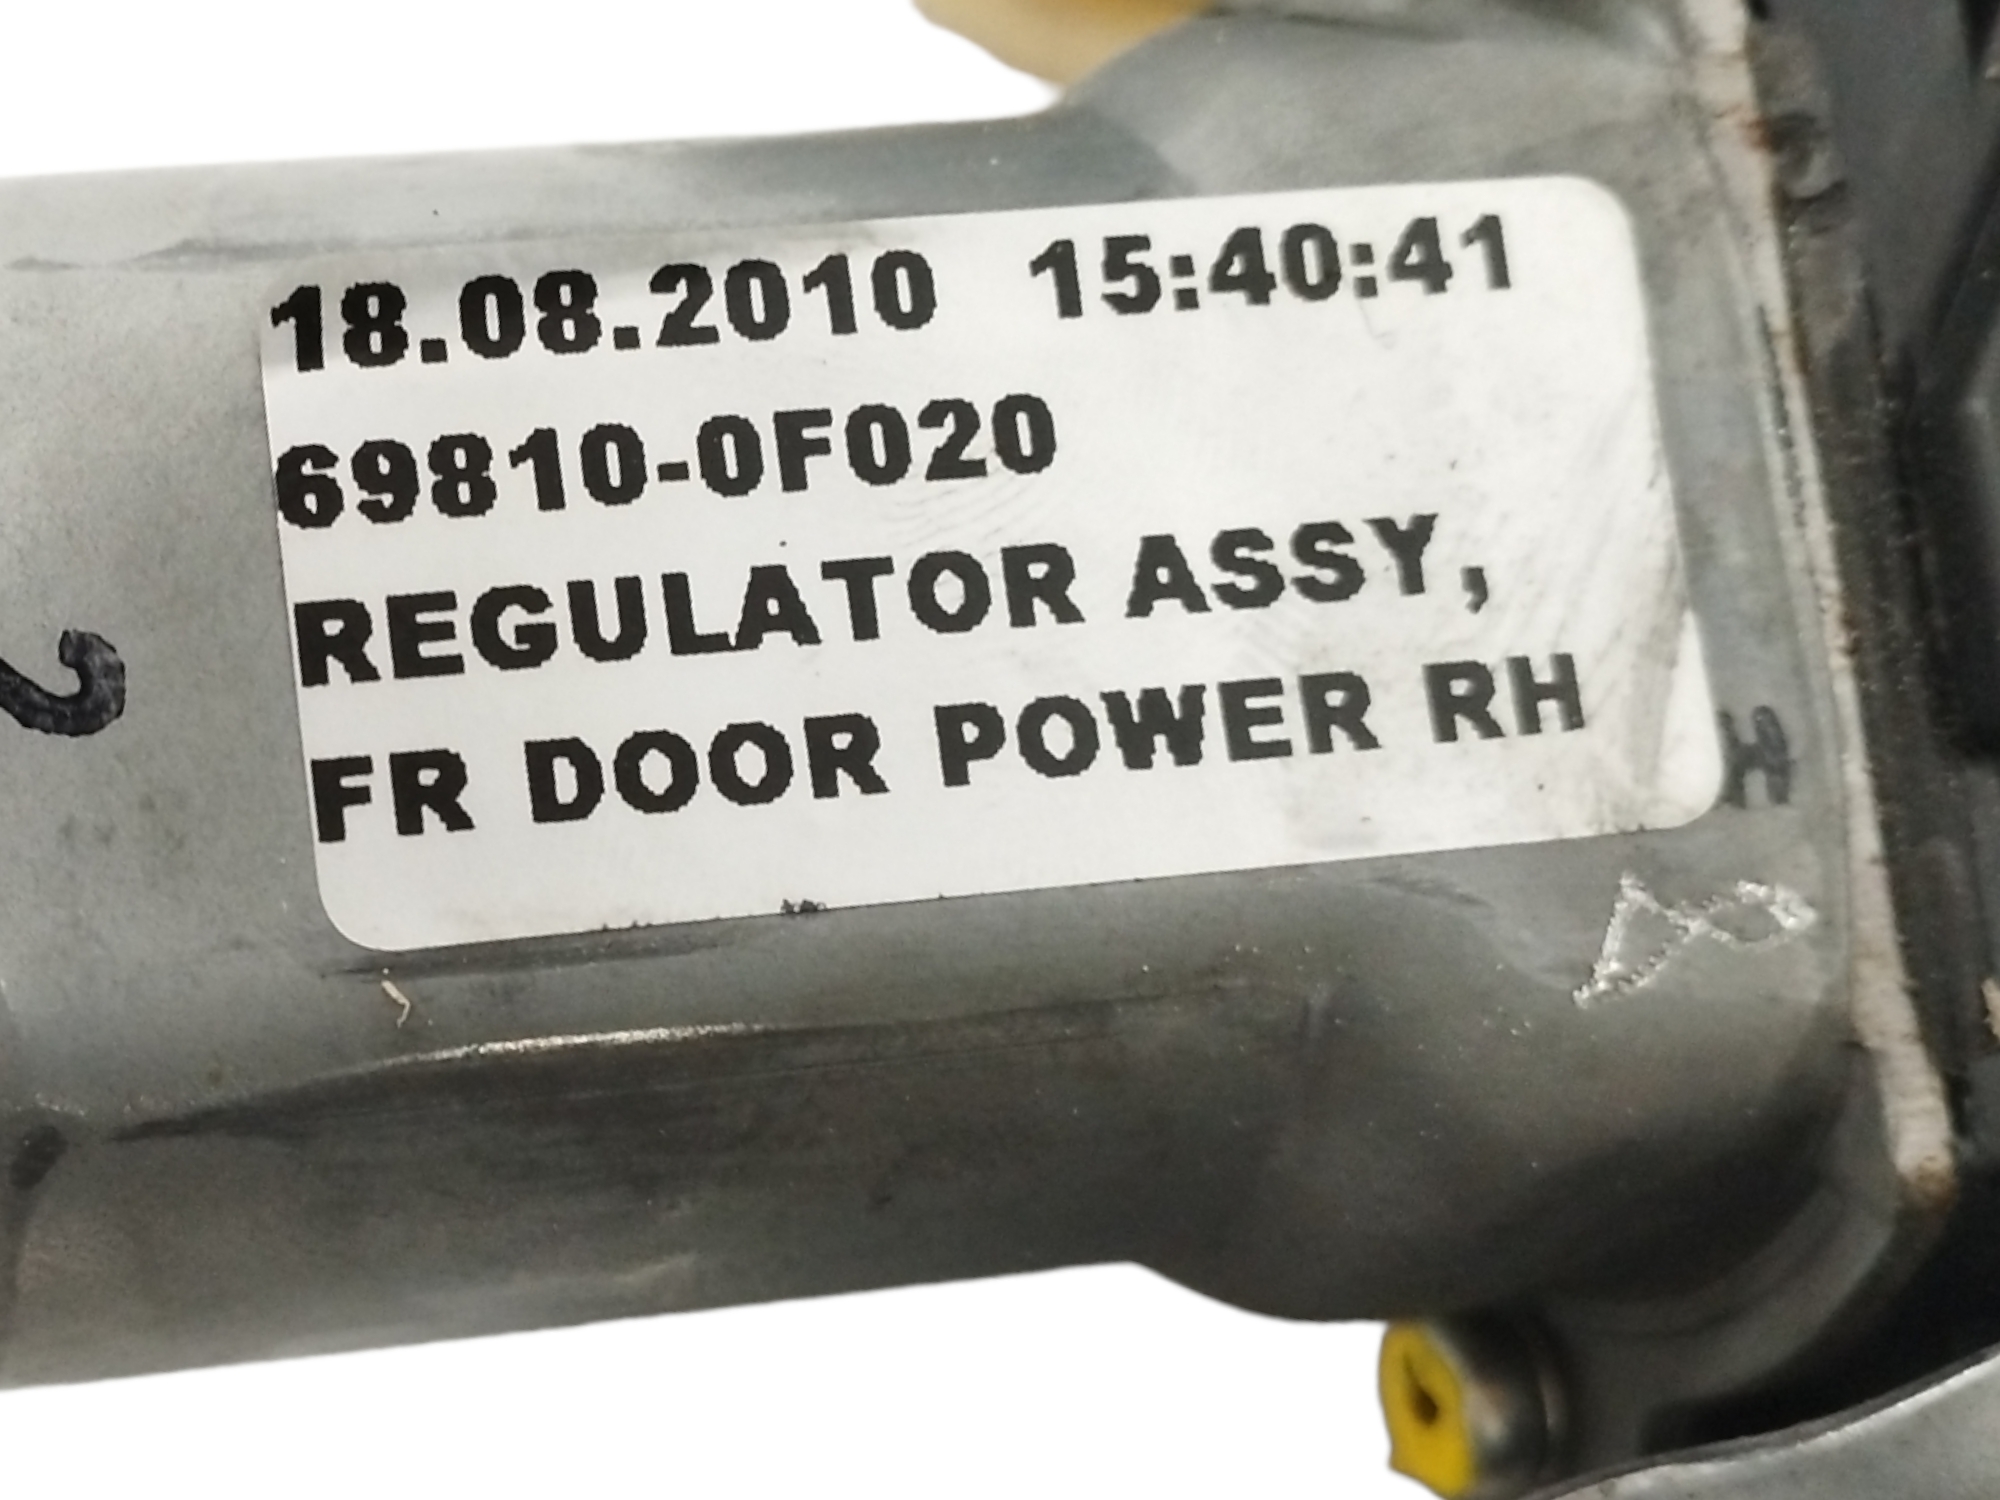 18.08.2010 15:40:41
69810-0F020
REGULATOR ASSY,
FR DOOR POWER RH
H